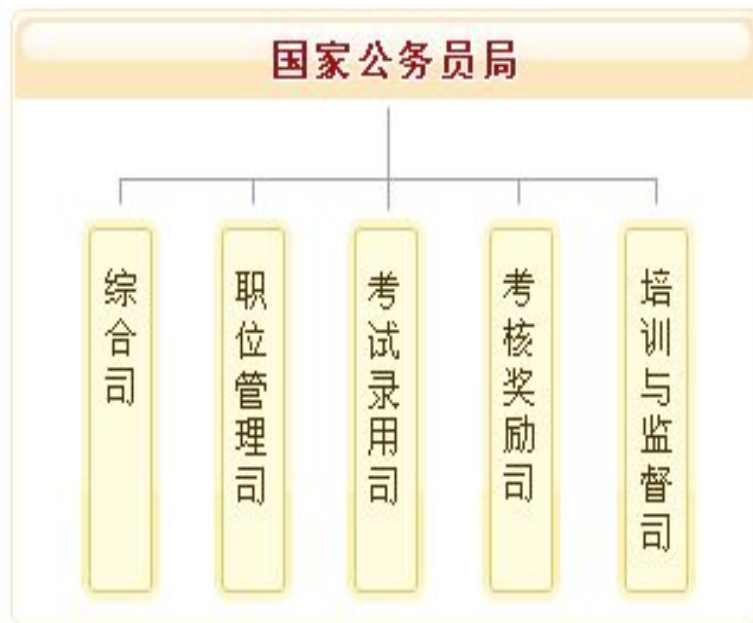 国家公务员局
综合司
职位管理司
考试录用司
考核奖励司
培训与监督司